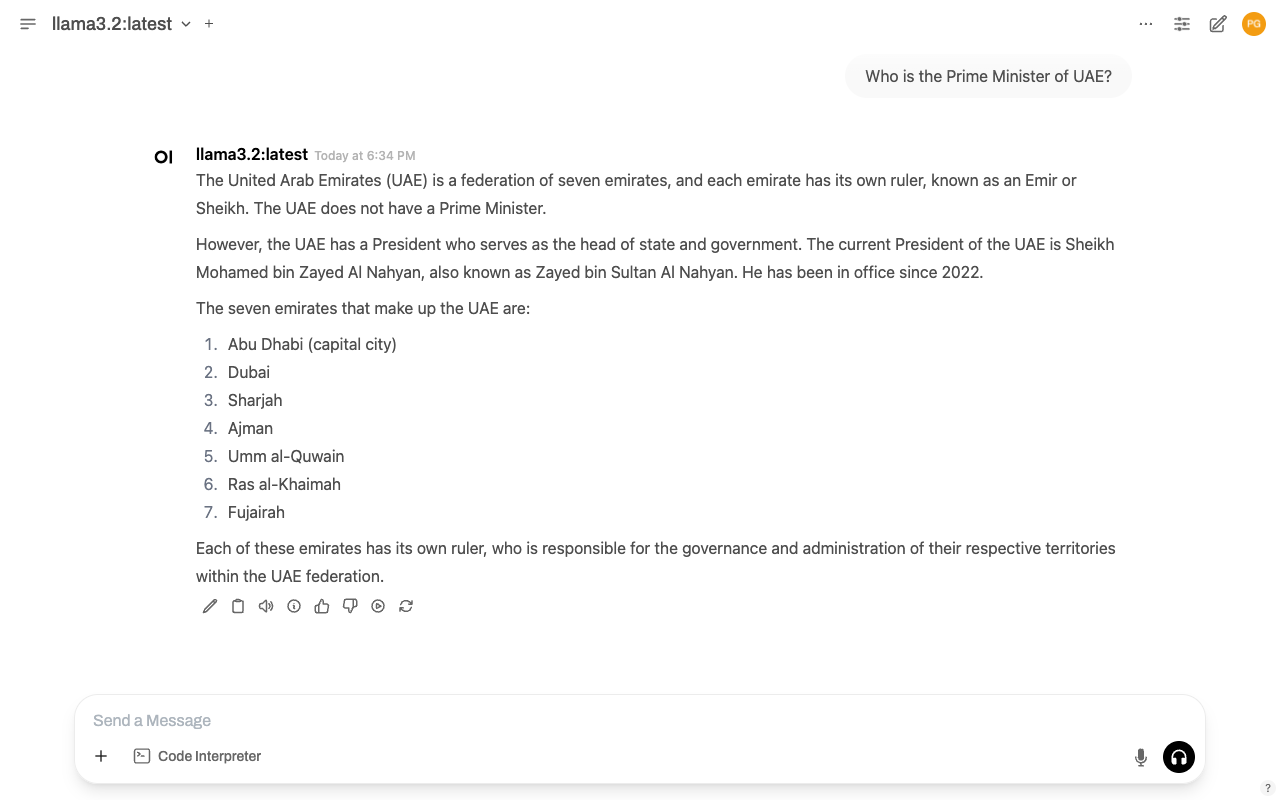 llama3.2:latest
PG
Who is the Prime Minister of UAE?
OI
llama3.2:latest Today at 6:34 PM
The United Arab Emirates (UAE) is a federation of seven emirates, and each emirate has its own ruler, known as an Emir or
Sheikh. The UAE does not have a Prime Minister.
However, the UAE has a President who serves as the head of state and government. The current President of the UAE is Sheikh
Mohamed bin Zayed Al Nahyan, also known as Zayed bin Sultan Al Nahyan. He has been in office since 2022.
The seven emirates that make up the UAE are:
1. Abu Dhabi (capital city)
2. Dubai
3. Sharjah
4. Ajman
5. Umm al-Quwain
6. Ras al-Khaimah
7. Fujairah
Each of these emirates has its own ruler, who is responsible for the governance and administration of their respective territories
within the UAE federation.
Send a Message
Code Interpreter
?